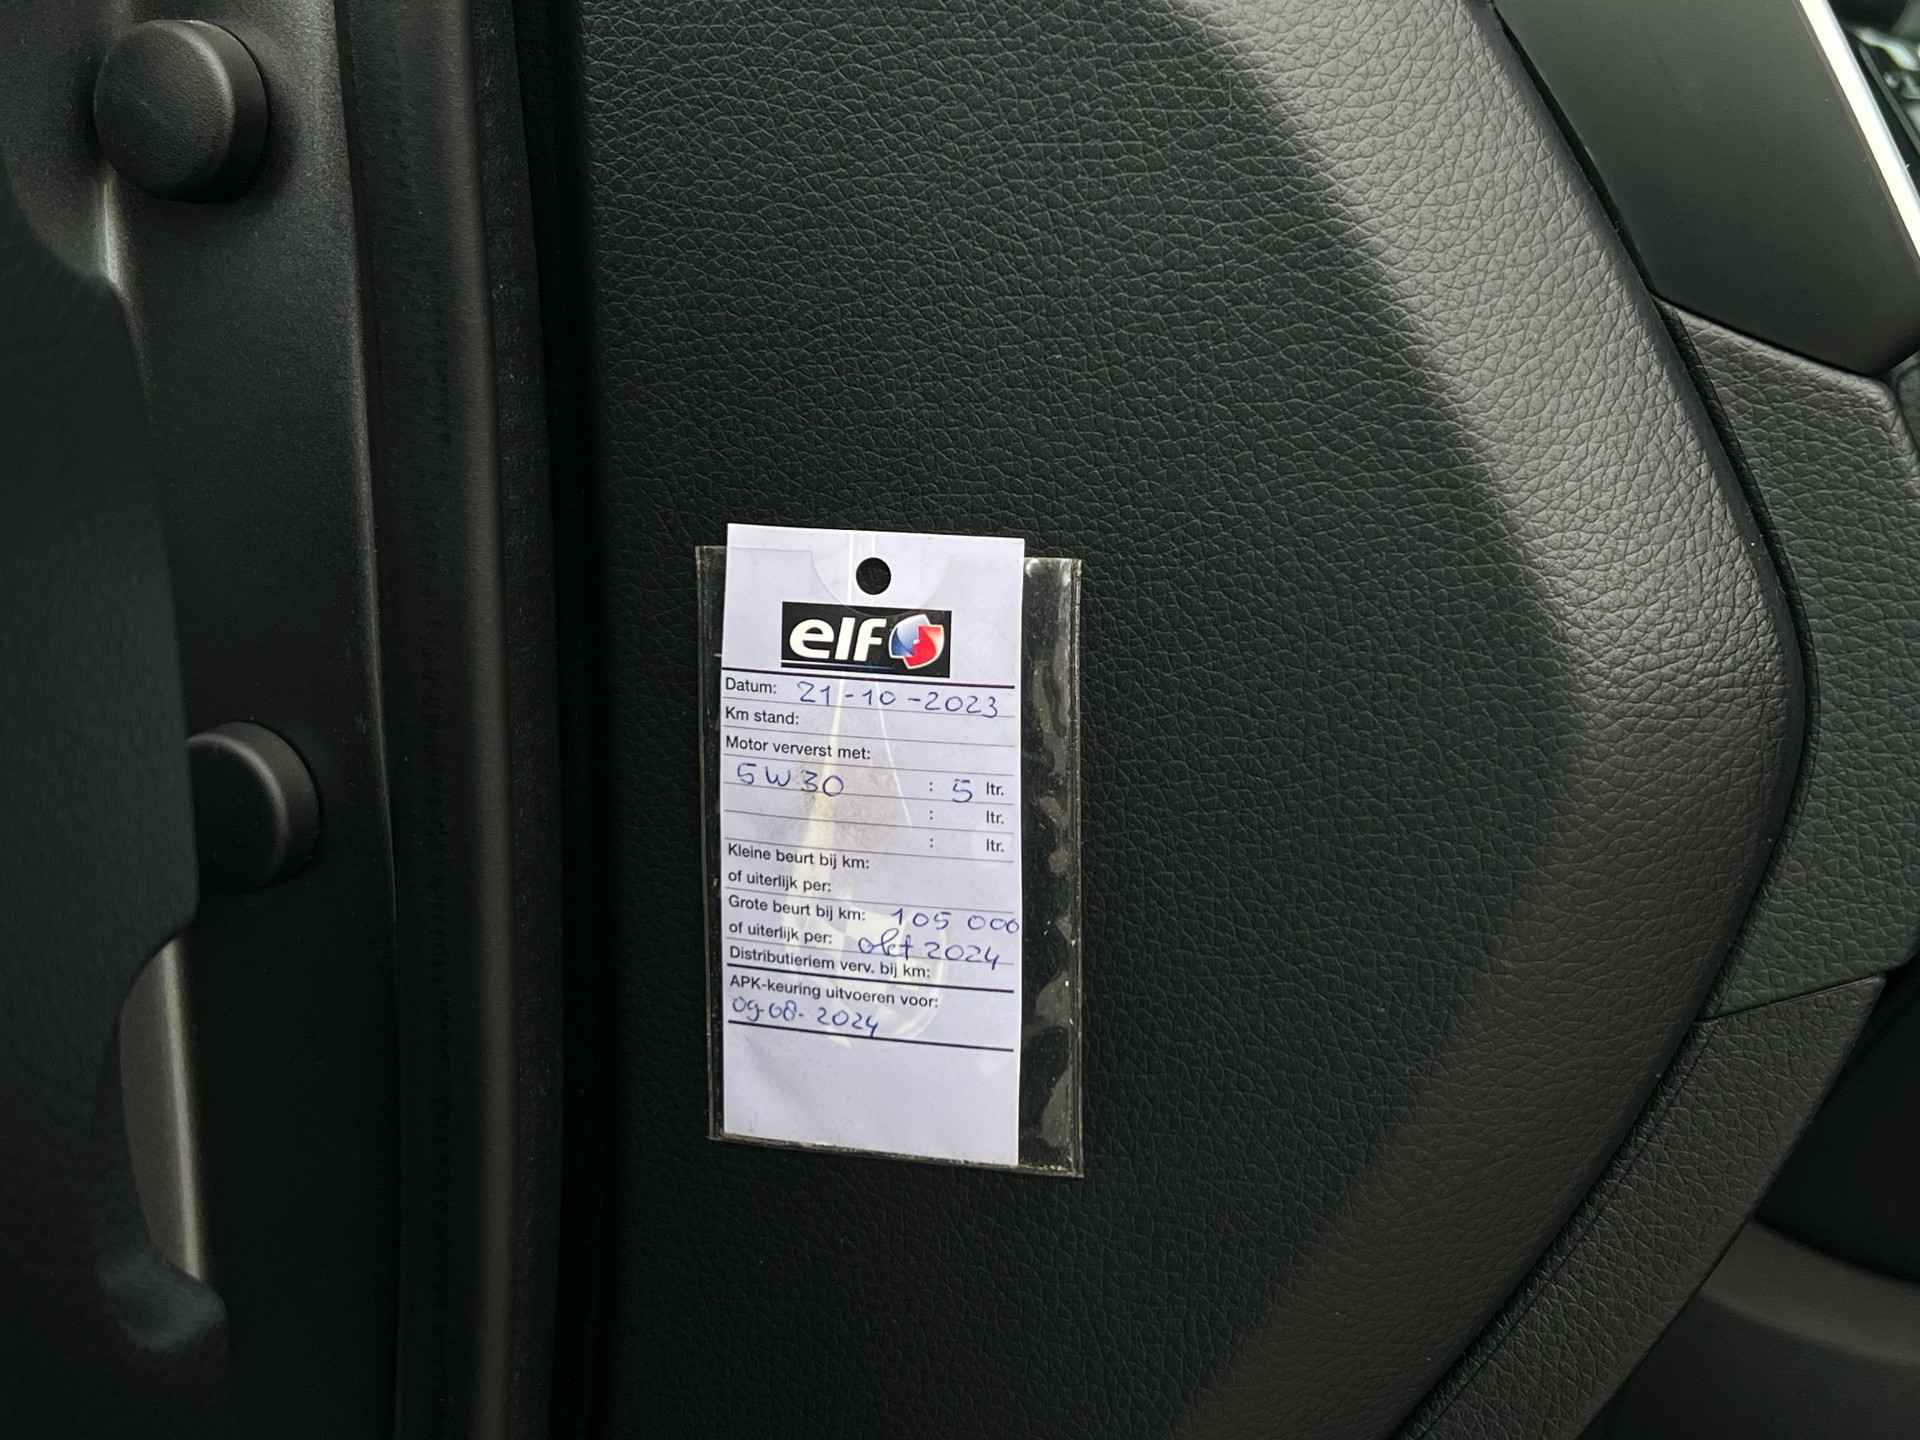 elf
Datum: 21-10-2023
Km stand:
Motor ververst met:
5W30 : 5 ltr.
: ltr.
: ltr.
Kleine beurt bij km:
of uiterlijk per:
Grote beurt bij km: 105 000
of uiterlijk per: okt 2024
Distributieriem verv. bij km:
APK-keuring uitvoeren voor:
09-08-2024